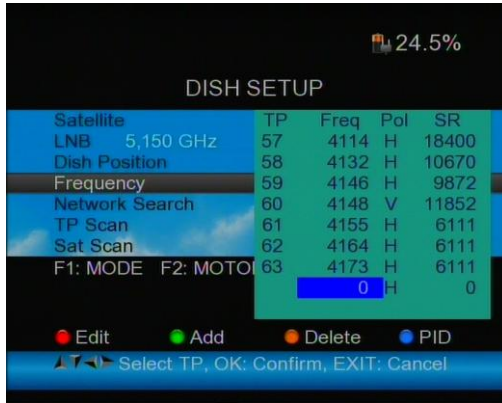 24.5%
DISH SETUP
Satellite TP Freq Pol SR
LNB 5,150 GHz 57 4114 H 18400
Dish Position 58 4132 H 10670
Frequency 59 4146 H 9872
Network Search 60 4148 V 11852
TP Scan 61 4155 H 6111
Sat Scan 62 4164 H 6111
F1: MODE F2: MOTO 63 4173 H 6111
0 H 0
Edit Add Delete PID
Select TP, OK: Confirm, EXIT: Cancel